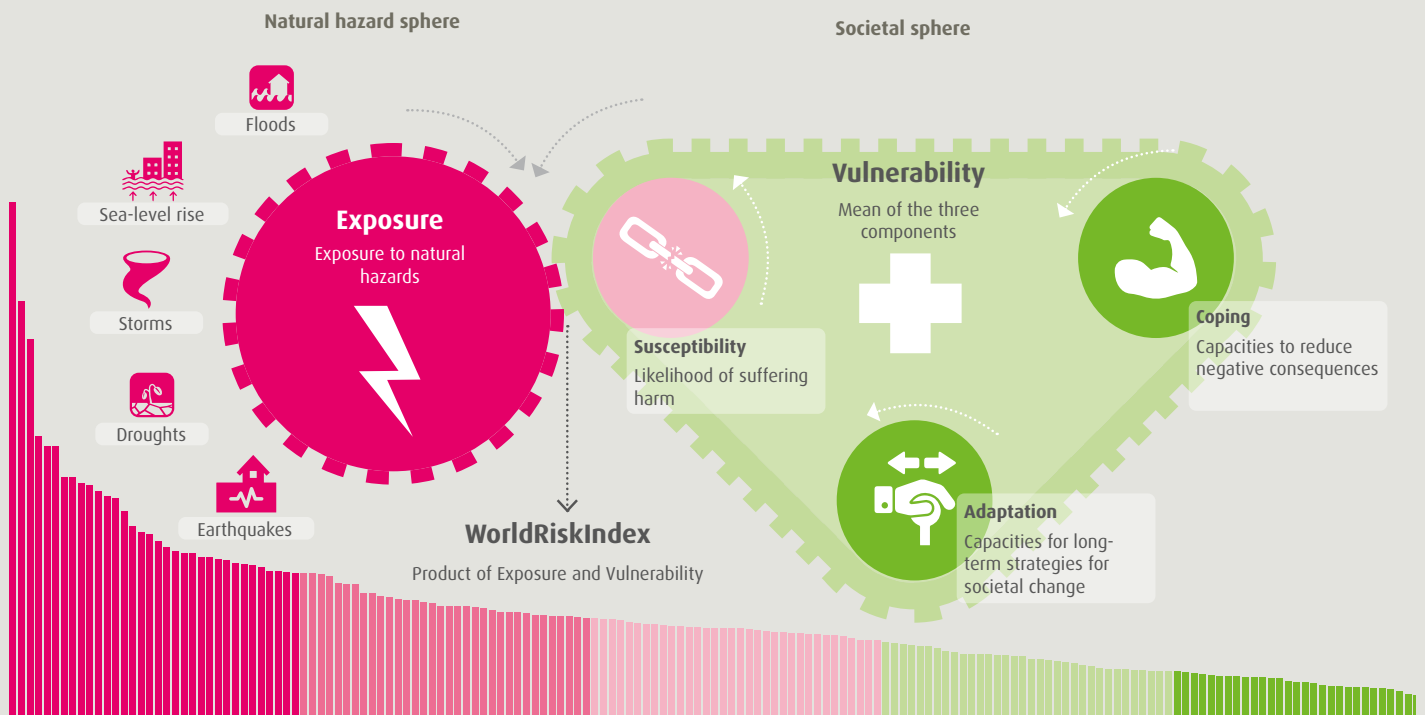 Natural hazard sphere
Societal sphere
Floods
Sea-level rise
Storms
Droughts
Earthquakes
Exposure
Exposure to natural
hazards
Vulnerability
Mean of the three
components
Susceptibility
Likelihood of suffering
harm
Coping
Capacities to reduce
negative consequences
Adaptation
Capacities for long-
term strategies for
societal change
WorldRiskIndex
Product of Exposure and Vulnerability